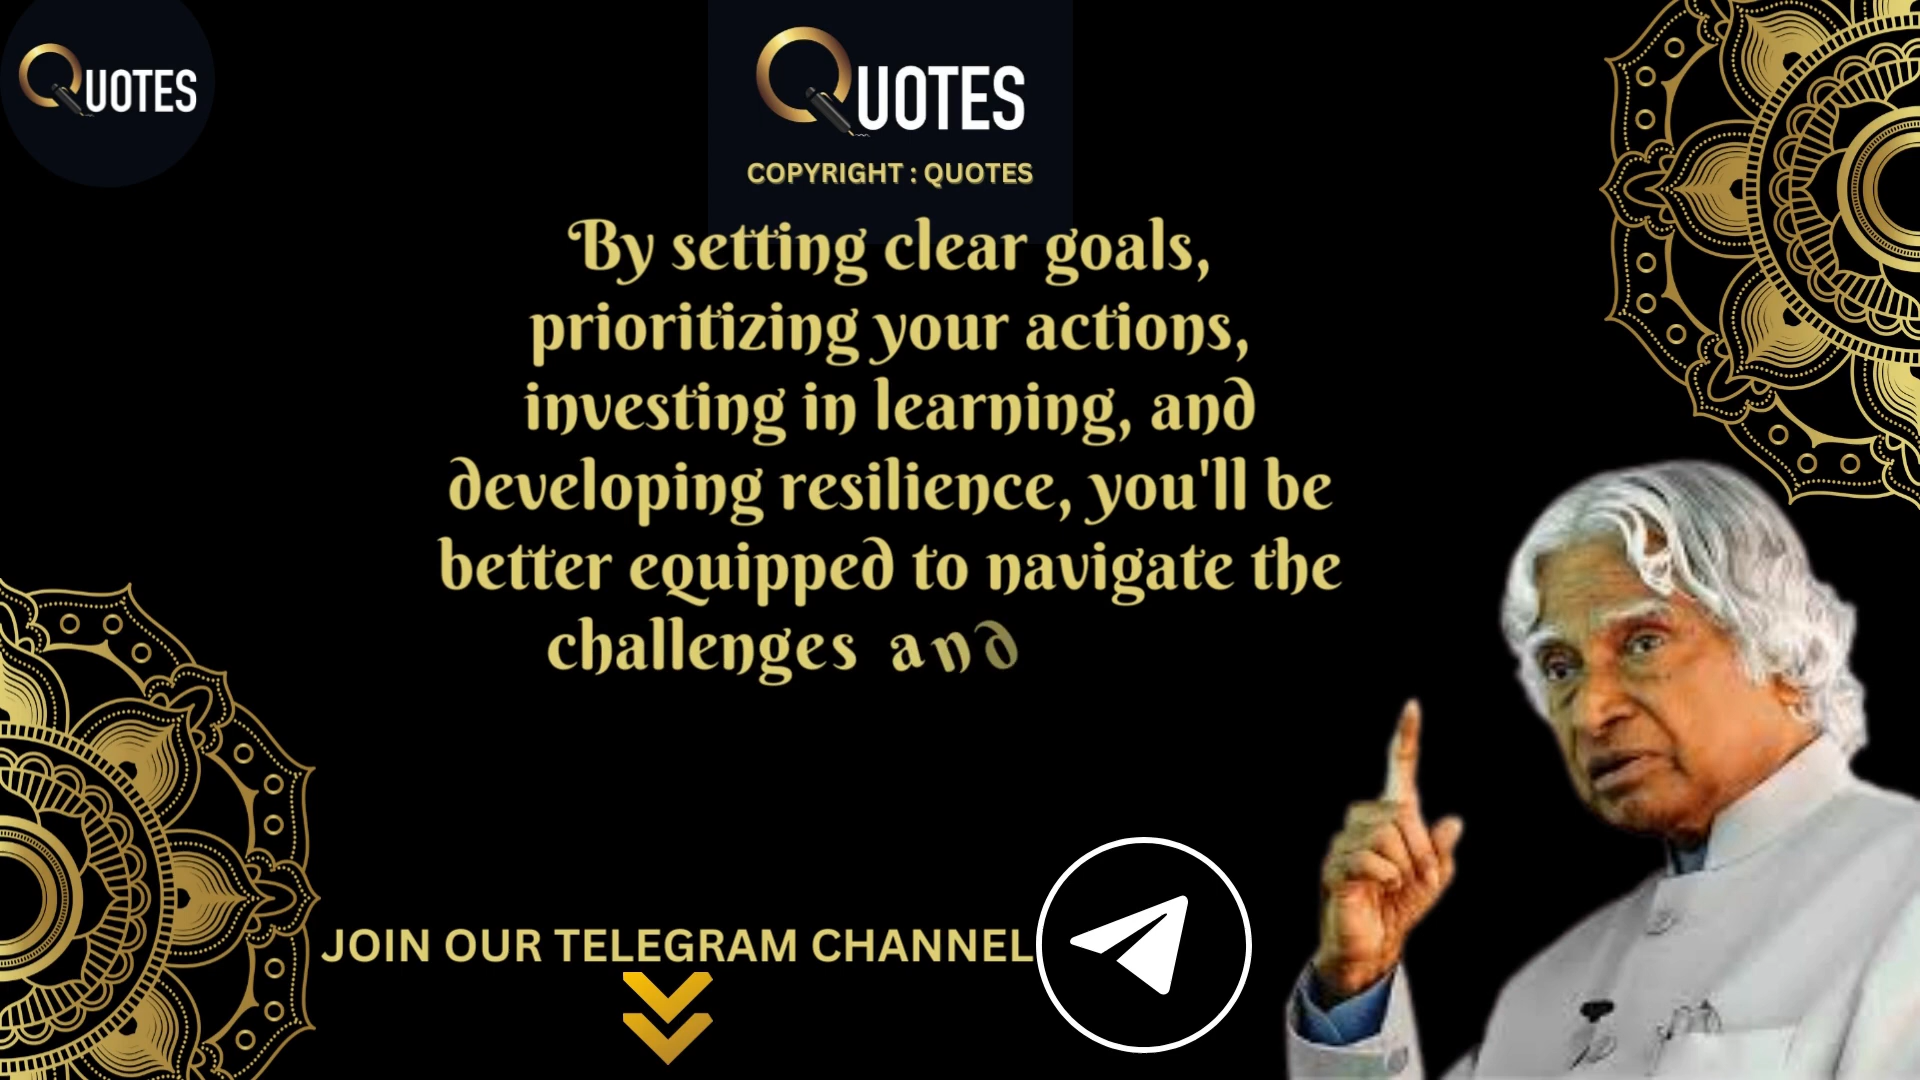 QUOTES
QUOTES
COPYRIGHT : QUOTES
By setting clear goals,
prioritizing your actions,
investing in learning, and
developing resilience, you'll be
better equipped to navigate the
challenges and
JOIN OUR TELEGRAM CHANNEL